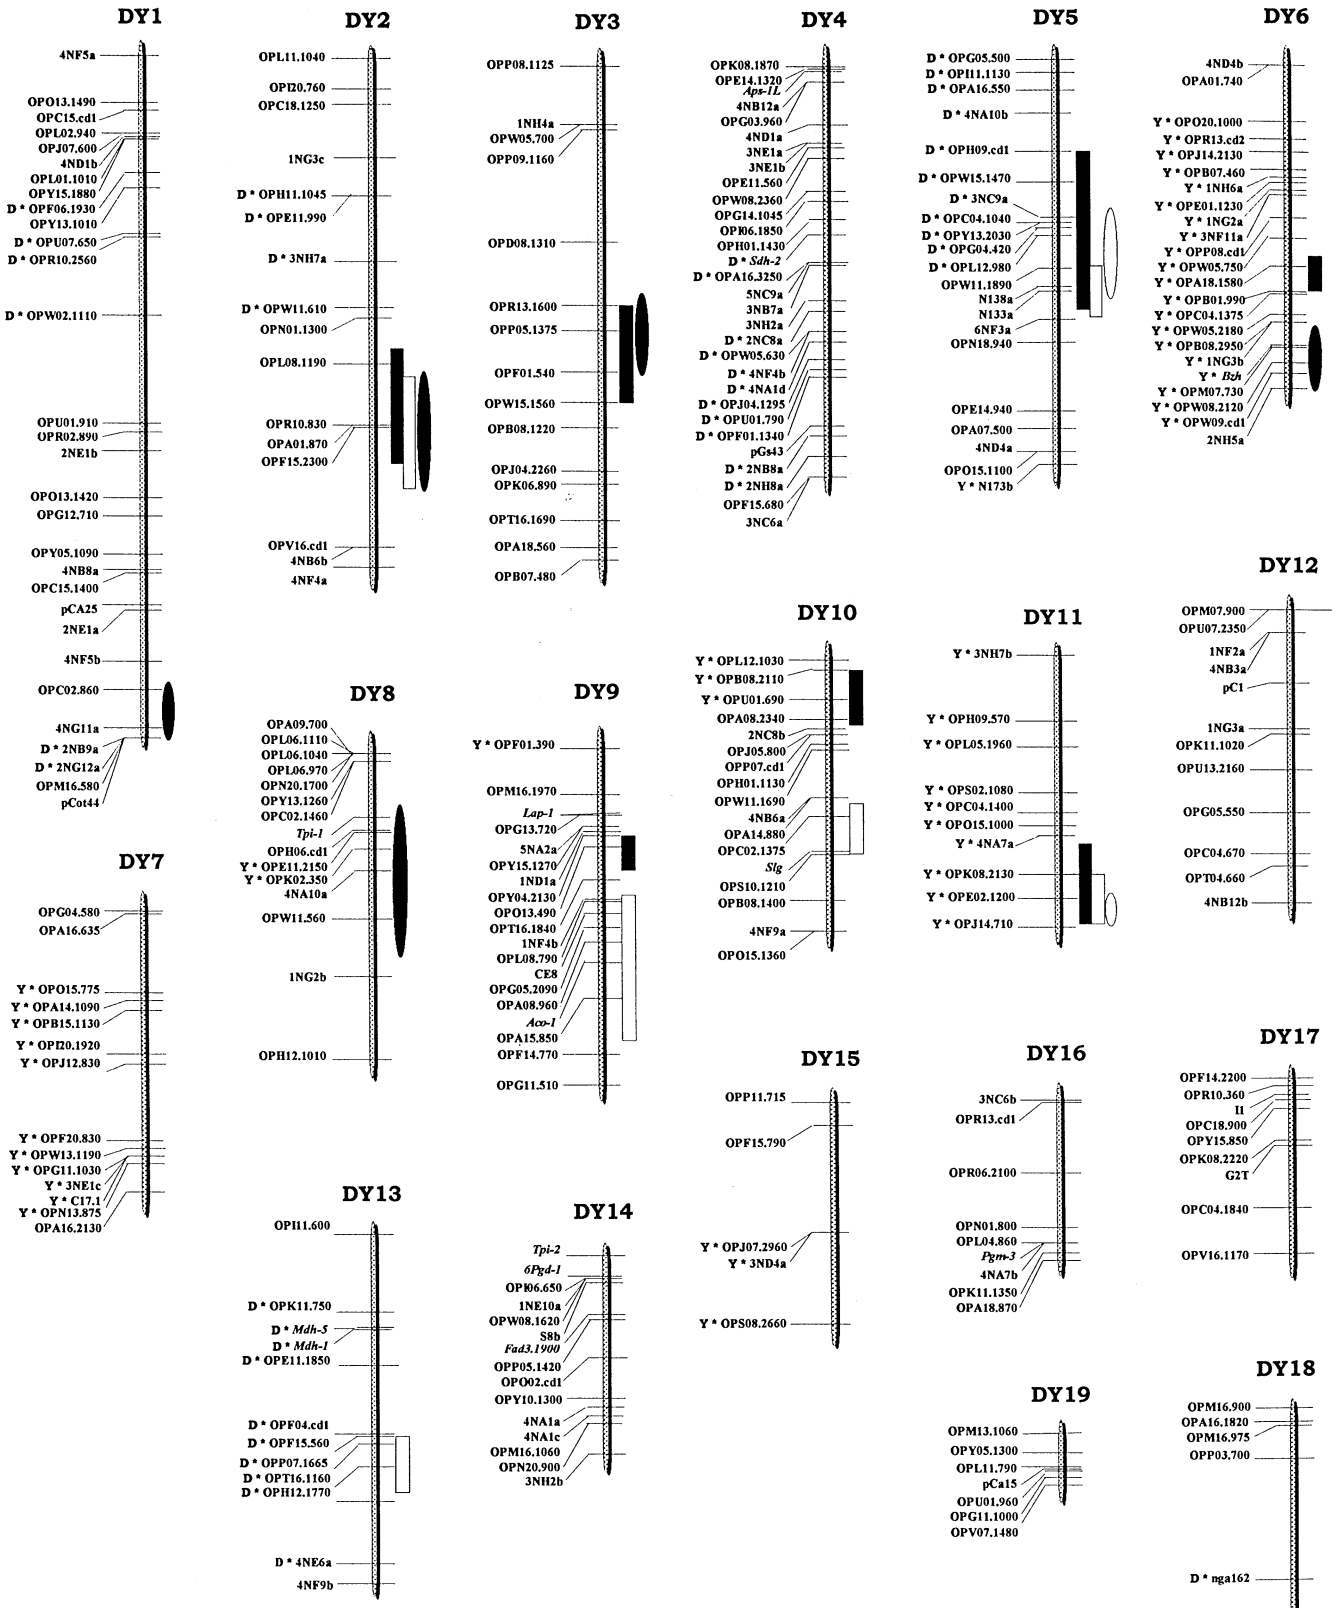 DY1
4NF5a
OPO13.1490
OPC15.cd1
OPL02.940
OPJ07.600
4ND1b
OPL01.1010
OPY15.1880
D * OPF06.1930
OPY13.1010
D * OPU07.650
D * OPR10.2560
D * OPW02.1110
OPU01.910
OPR02.890
2NE1b
OPO13.1420
OPG12.710
OPY05.1090
4NB8a
OPC15.1400
pCA25
2NE1a
4NF5b
OPC02.860
4NG11a
D * 2NB9a
D * 2NG12a
OPM16.580
pCot44
DY2
OPL11.1040
OPI20.760
OPC18.1250
1NG3c
D * OPH11.1045
D * OPE11.990
D * 3NH7a
D * OPW11.610
OPN01.1300
OPL08.1190
OPR10.830
OPA01.870
OPF15.2300
OPV16.cd1
4NB6b
4NF4a
DY3
OPP08.1125
1NH4a
OPW05.700
OPP09.1160
OPD08.1310
OPR13.1600
OPP05.1375
OPF01.540
OPW15.1560
OPB08.1220
OPJ04.2260
OPK06.890
OPT16.1690
OPA18.560
OPB07.480
DY4
OPK08.1870
OPE14.1320
Aps-1L
4NB12a
OPG03.960
4ND1a
3NE1a
3NE1b
OPE11.560
OPW08.2360
OPG14.1045
OPI06.1850
OPH01.1430
D * Sdh-2
D * OPA16.3250
5NC9a
3NB7a
3NH2a
D * 2NC8a
D * OPW05.630
D * 4NF4b
D * 4NA1d
D * OPJ04.1295
D * OPU01.790
D * OPF01.1340
pGs43
D * 2NB8a
D * 2NH8a
OPF15.680
3NC6a
DY5
D * OPG05.500
D * OPI11.1130
D * OPA16.550
D * 4NA10b
D * OPH09.cd1
D * OPW15.1470
D * 3NC9a
D * OPC04.1040
D * OPY13.2030
D * OPG04.420
D * OPL12.980
OPW11.1890
N138a
N133a
6NF3a
OPN18.940
OPE14.940
OPA07.500
4ND4a
OPO15.1100
Y * N173b
DY6
4ND4b
OPA01.740
Y * OPO20.1000
Y * OPR13.cd2
Y * OPJ14.2130
Y * OPB07.460
Y * 1NH6a
Y * OPE01.1230
Y * 1NG2a
Y * 3NF11a
Y * OPP08.cd1
Y * OPW05.750
Y * OPA18.1580
Y * OPB01.990
Y * OPC04.1375
Y * OPW05.2180
Y * OPB08.2950
Y * 1NG3b
Y * Bzh
Y * OPM07.730
Y * OPW08.2120
Y * OPW09.cd1
2NH5a
DY7
OPG04.580
OPA16.635
Y * OPO15.775
Y * OPA14.1090
Y * OPB15.1130
Y * OPI20.1920
Y * OPJ12.830
Y * OPF20.830
Y * OPW13.1190
Y * OPG11.1030
Y * 3NE1c
Y * C17.1
Y * OPN13.875
OPA16.2130
DY8
OPA09.700
OPL06.1110
OPL06.1040
OPL06.970
OPN20.1700
OPY13.1260
OPC02.1460
Tpi-1
OPH06.cd1
Y * OPE11.2150
Y * OPK02.350
4NA10a
OPW11.560
1NG2b
OPH12.1010
DY9
Y * OPF01.390
OPM16.1970
Lap-1
OPG13.720
5NA2a
OPY15.1270
1ND1a
OPY04.2130
OPO13.490
OPT16.1840
1NF4b
OPL08.790
CE8
OPG05.2090
OPA08.960
Aco-1
OPA15.850
OPF14.770
OPG11.510
DY10
Y * OPL12.1030
Y * OPB08.2110
Y * OPU01.690
OPA08.2340
2NC8b
OPJ05.800
OPP07.cd1
OPH01.1130
OPW11.1690
4NB6a
OPA14.880
OPC02.1375
Slg
OPS10.1210
OPB08.1400
4NF9a
OPO15.1360
DY11
Y * 3NH7b
Y * OPH09.570
Y * OPL05.1960
Y * OPS02.1080
Y * OPC04.1400
Y * OPO15.1000
Y * 4NA7a
Y * OPK08.2130
Y * OPE02.1200
Y * OPJ14.710
DY12
OPM07.900
OPU07.2350
1NF2a
4NB3a
pC1
1NG3a
OPK11.1020
OPU13.2160
OPG05.550
OPC04.670
OPT04.660
4NB12b
DY13
OPI11.600
D * OPK11.750
D * Mdh-5
D * Mdh-1
D * OPE11.1850
D * OPF04.cd1
D * OPF15.560
D * OPP07.1665
D * OPT16.1160
D * OPH12.1770
D * 4NE6a
4NF9b
DY14
Tpi-2
6Pgd-1
OPI06.650
1NE10a
OPW08.1620
S8b
Fad3.1900
OPP05.1420
OPO02.cd1
OPY10.1300
4NA1a
4NA1c
OPM16.1060
OPN20.900
3NH2b
DY15
OPP11.715
OPF15.790
Y * OPJ07.2960
Y * 3ND4a
Y * OPS08.2660
DY16
3NC6b
OPR13.cd1
OPR06.2100
OPN01.800
OPL04.860
Pgm-3
4NA7b
OPK11.1350
OPA18.870
DY17
OPF14.2200
OPR10.360
I1
OPC18.900
OPY15.850
OPK08.2220
G2T
OPC04.1840
OPV16.1170
DY18
OPM16.900
OPA16.1820
OPM16.975
OPP03.700
D * nga162
DY19
OPM13.1060
OPY05.1300
OPL11.790
pCa15
OPU01.960
OPG11.1000
OPV07.1480